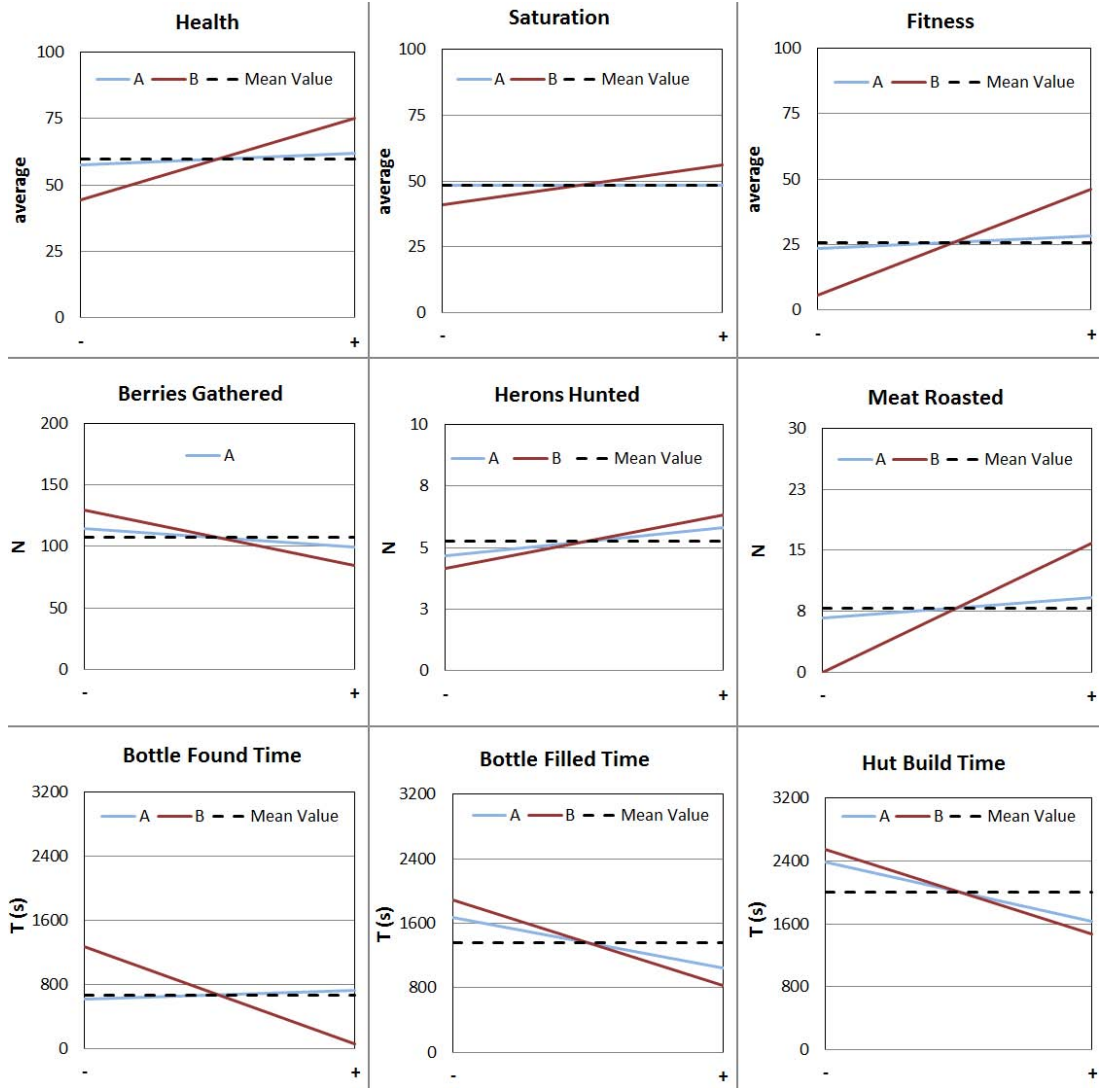 Health
100
A B Mean Value
75
average
50
25
0
- +
Saturation
100
A B Mean Value
75
average
50
25
0
- +
Fitness
100
A B Mean Value
75
average
50
25
0
- +
Berries Gathered
200
A
150
N
100
50
0
- +
Herons Hunted
10
A B Mean Value
8
N
5
3
0
- +
Meat Roasted
30
A B Mean Value
23
N
15
8
0
- +
Bottle Found Time
3200
A B Mean Value
2400
T (s)
1600
800
0
- +
Bottle Filled Time
3200
A B Mean Value
2400
T (s)
1600
800
0
- +
Hut Build Time
3200
A B Mean Value
2400
T (s)
1600
800
0
- +